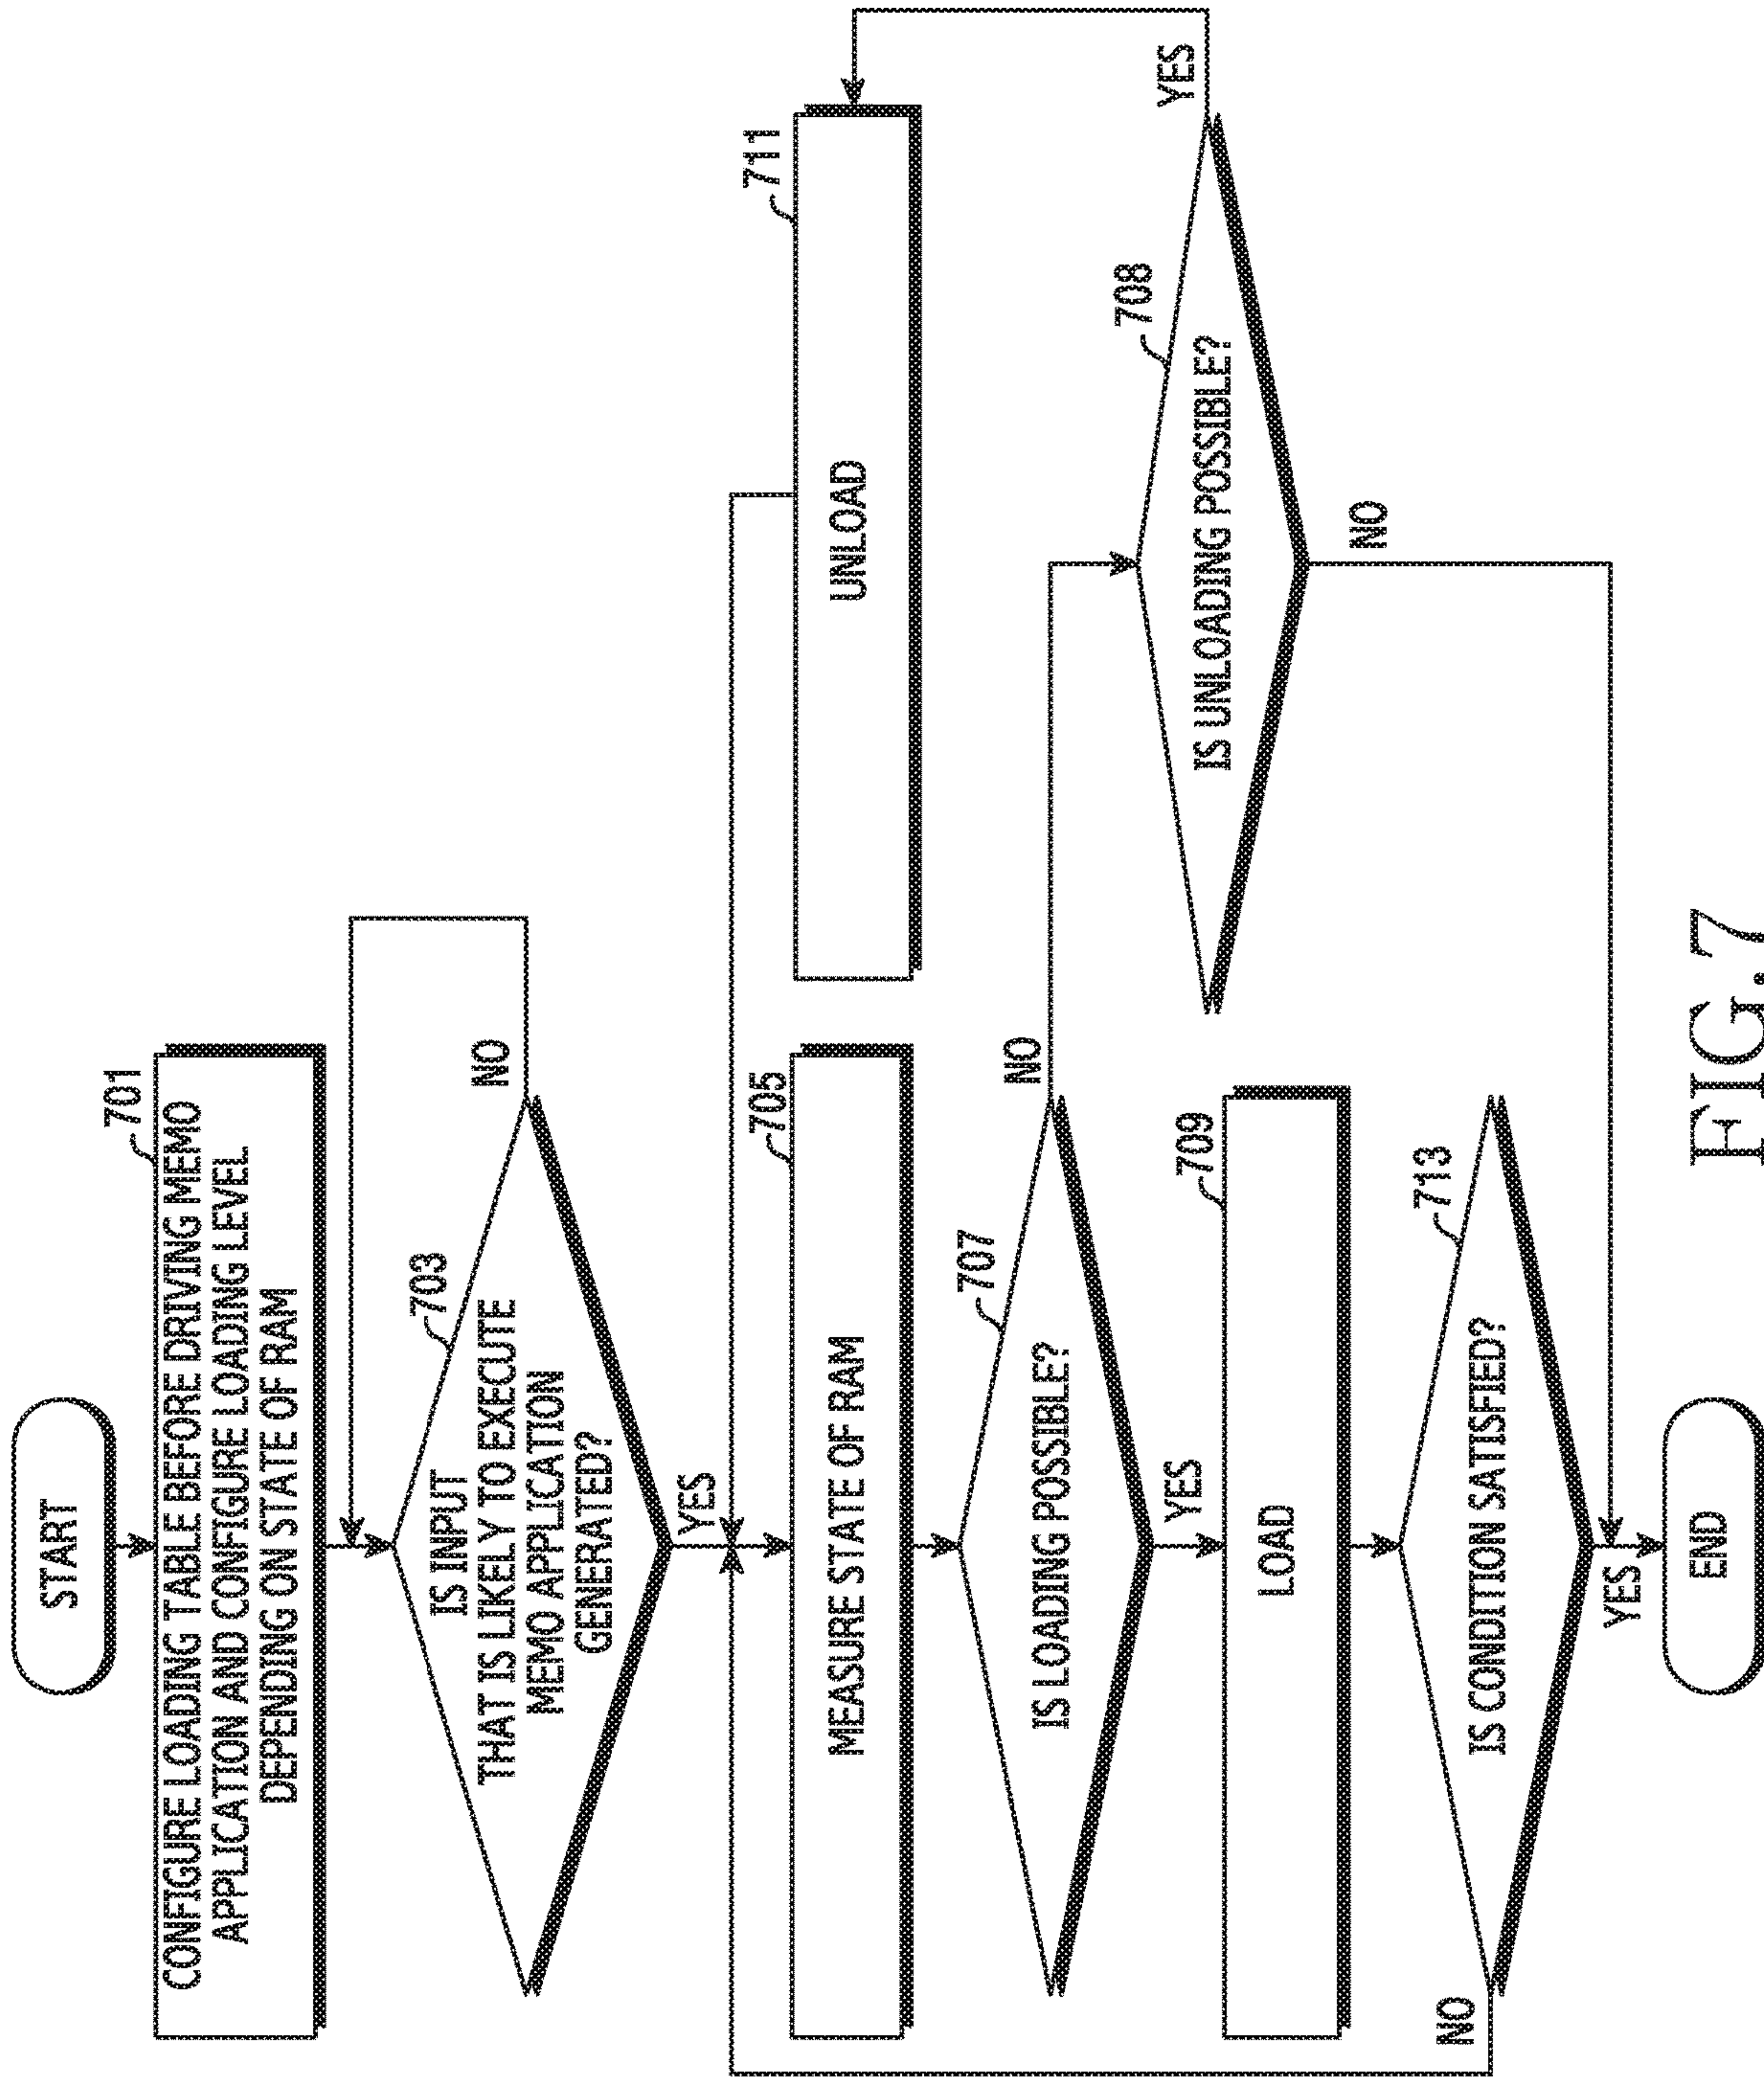 START
701
CONFIGURE LOADING TABLE BEFORE DRIVING MEMO
APPLICATION AND CONFIGURE LOADING LEVEL
DEPENDING ON STATE OF RAM
703
IS INPUT
THAT IS LIKELY TO EXECUTE
MEMO APPLICATION
GENERATED?
NO
YES
705
MEASURE STATE OF RAM
711
UNLOAD
707
IS LOADING POSSIBLE?
NO
YES
708
IS UNLOADING POSSIBLE?
YES
NO
709
LOAD
713
IS CONDITION SATISFIED?
NO
YES
END
FIG.7